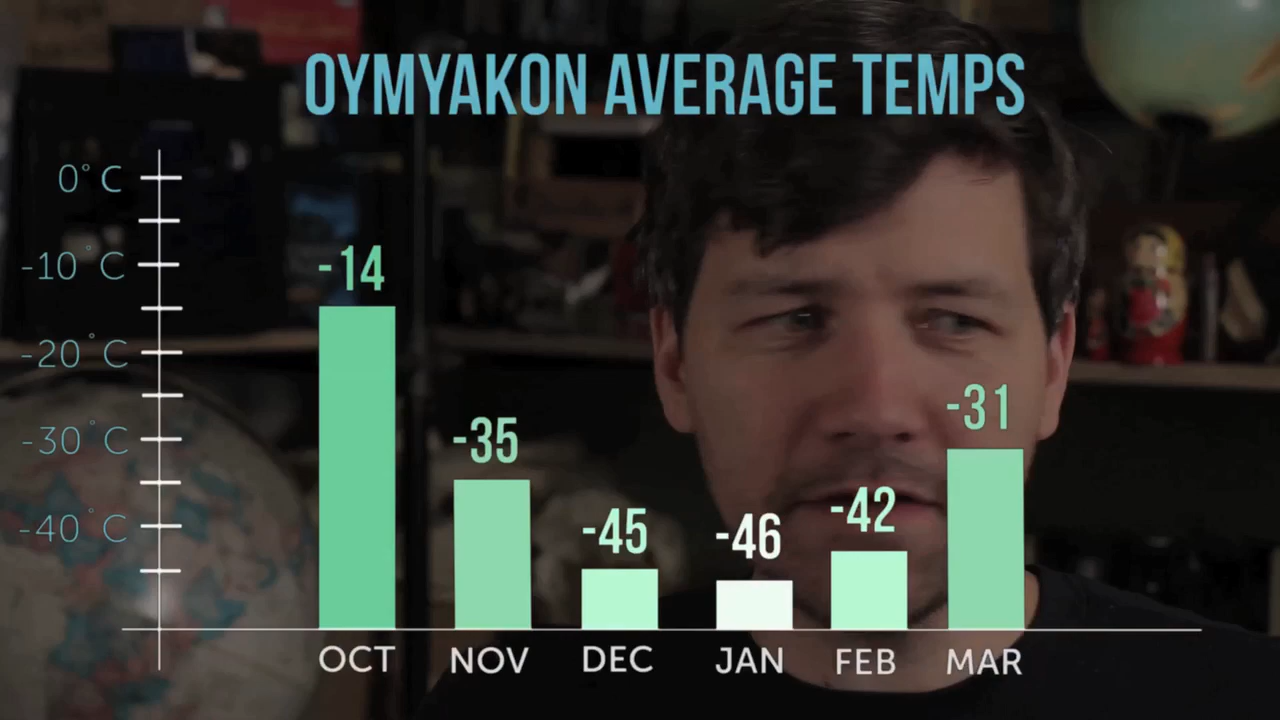 OYMYAKON AVERAGE TEMPS
0°C
-10°C
-20°C
-30°C
-40°C
-14
-35
-45
-46
-42
-31
OCT NOV DEC JAN FEB MAR